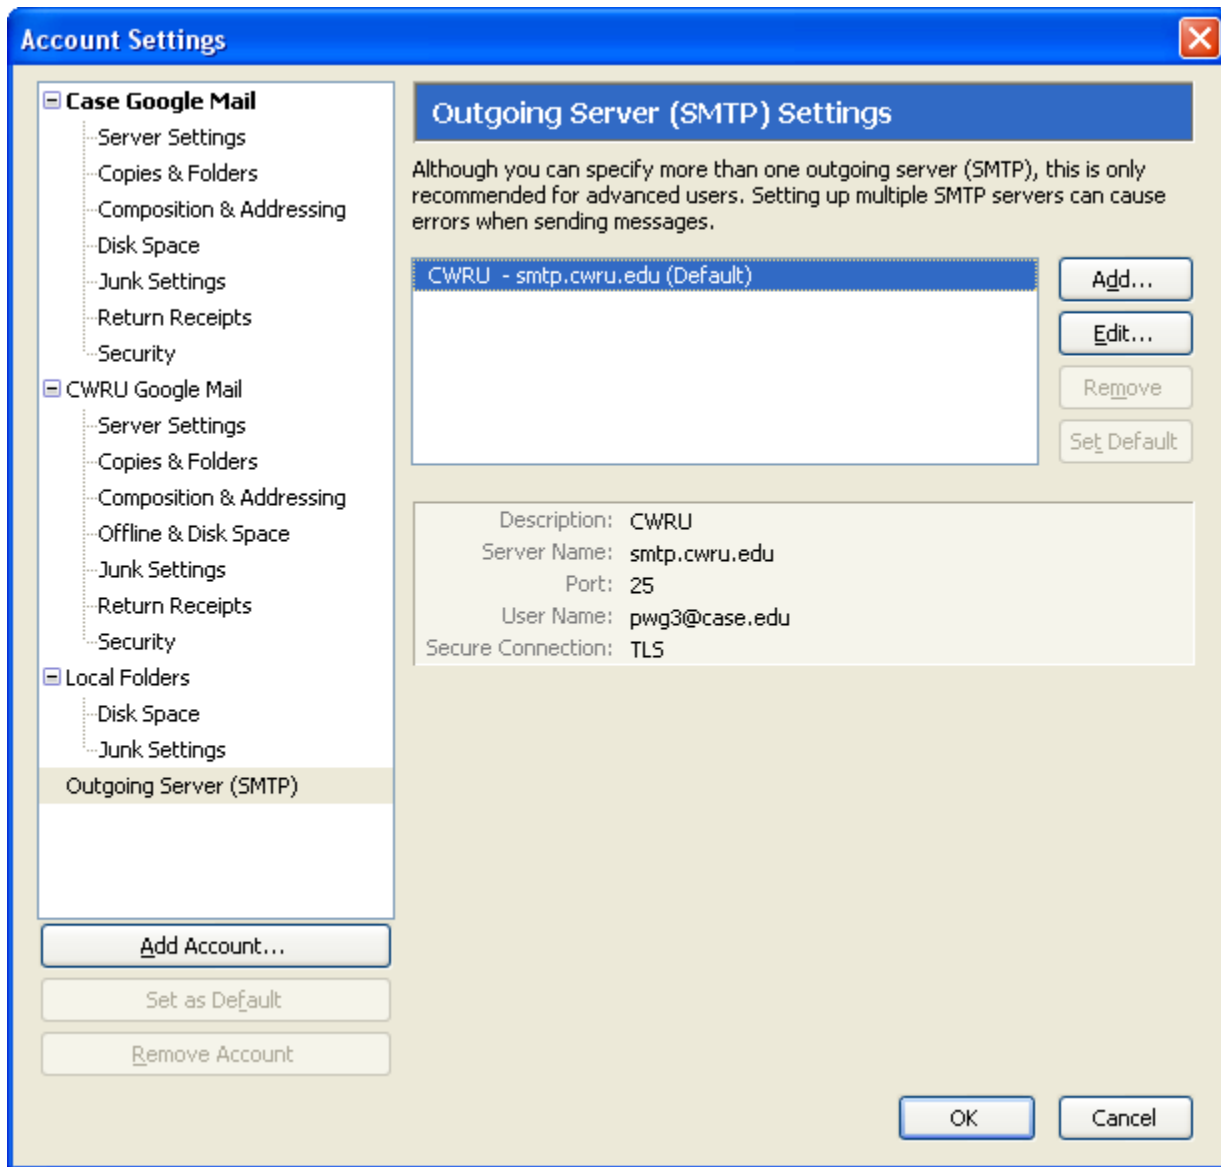 Account Settings
Case Google Mail
Server Settings
Copies & Folders
Composition & Addressing
Disk Space
Junk Settings
Return Receipts
Security
CWRU Google Mail
Server Settings
Copies & Folders
Composition & Addressing
Offline & Disk Space
Junk Settings
Return Receipts
Security
Local Folders
Disk Space
Junk Settings
Outgoing Server (SMTP)
Add Account...
Set as Default
Remove Account
Outgoing Server (SMTP) Settings
Although you can specify more than one outgoing server (SMTP), this is only
recommended for advanced users. Setting up multiple SMTP servers can cause
errors when sending messages.
CWRU - smtp.cwru.edu (Default)
Add...
Edit...
Remove
Set Default
Description: CWRU
Server Name: smtp.cwru.edu
Port: 25
User Name: pwg3@case.edu
Secure Connection: TLS
OK
Cancel